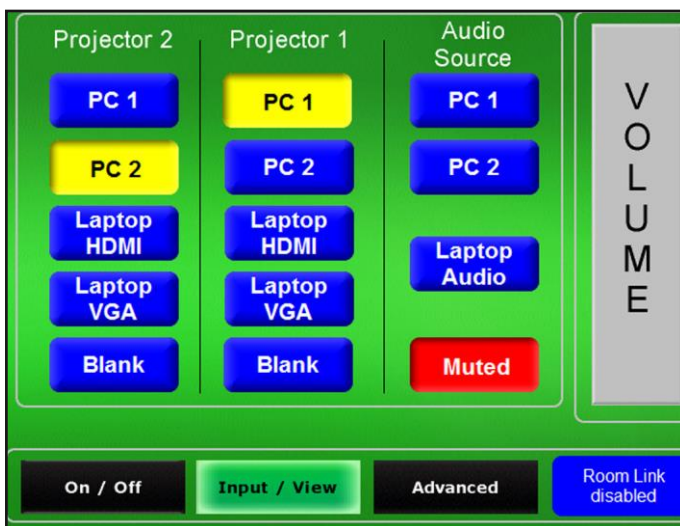 Projector 2
PC 1
PC 2
Laptop
HDMI
Laptop
VGA
Blank
Projector 1
PC 1
PC 2
Laptop
HDMI
Laptop
VGA
Blank
Audio
Source
PC 1
PC 2
Laptop
Audio
Muted
VOLUME
On / Off
Input / View
Advanced
Room Link
disabled